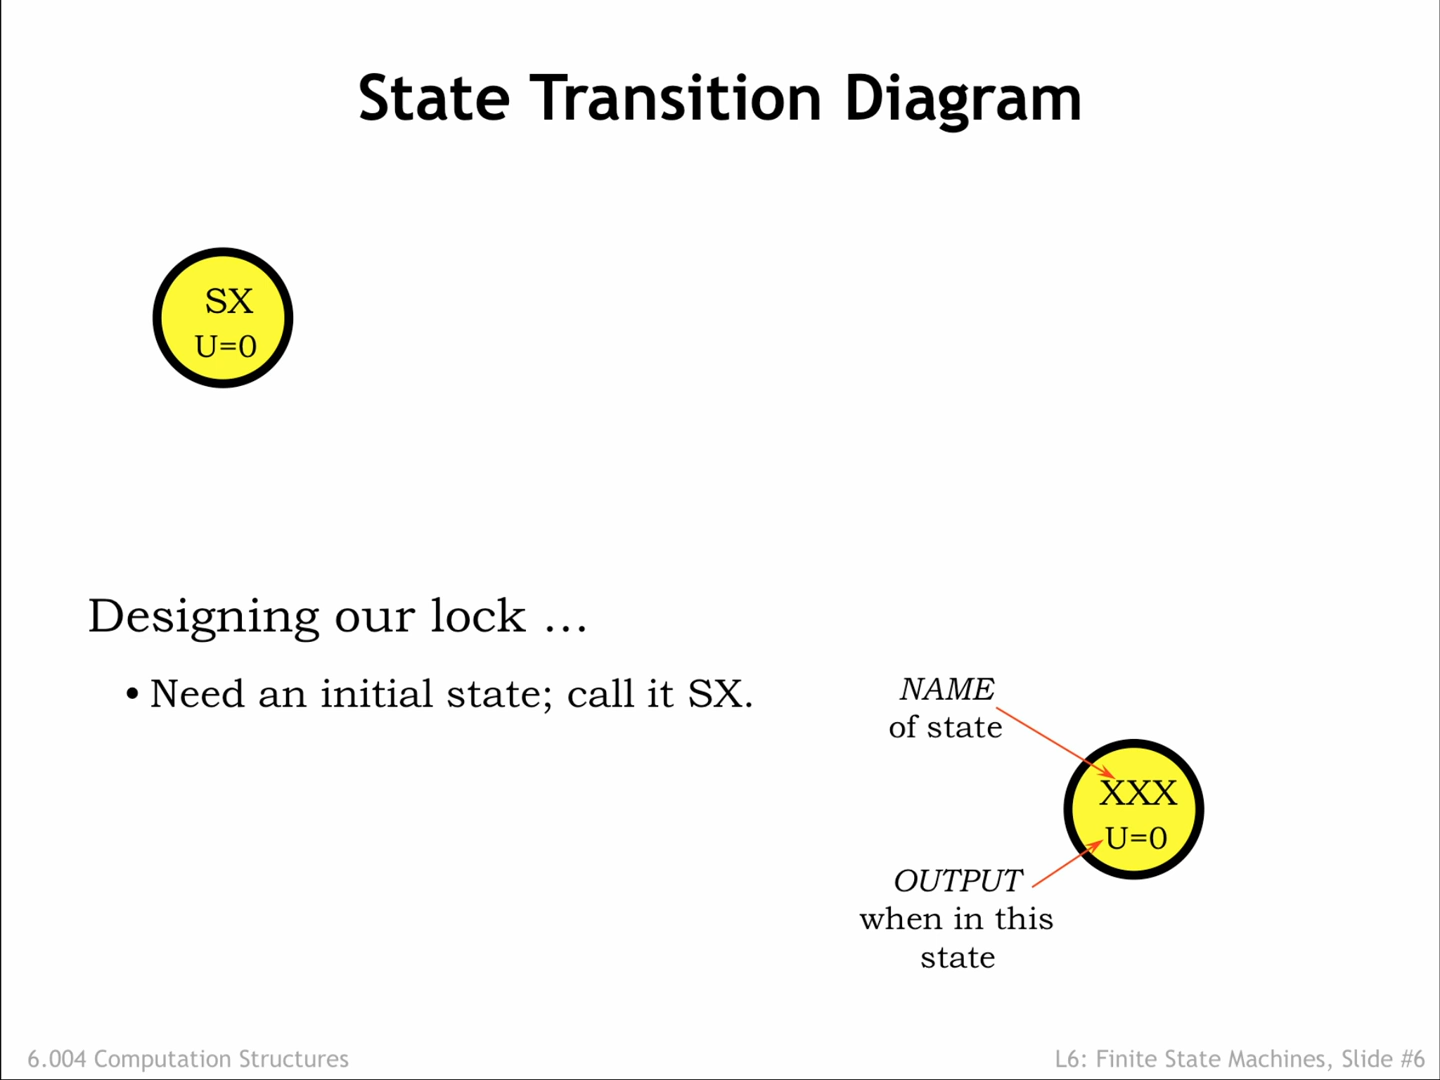 State Transition Diagram
SX
U=0
Designing our lock …
• Need an initial state; call it SX.
NAME
of state
XXX
U=0
OUTPUT
when in this
state
6.004 Computation Structures
L6: Finite State Machines, Slide #6